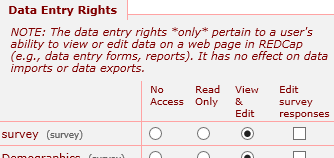 Data Entry Rights
NOTE: The data entry rights *only* pertain to a user's
ability to view or edit data on a web page in REDCap
(e.g., data entry forms, reports). It has no effect on data
imports or data exports.
No Access
Read Only
View & Edit
Edit survey responses
survey (survey)
Demographics (survey)